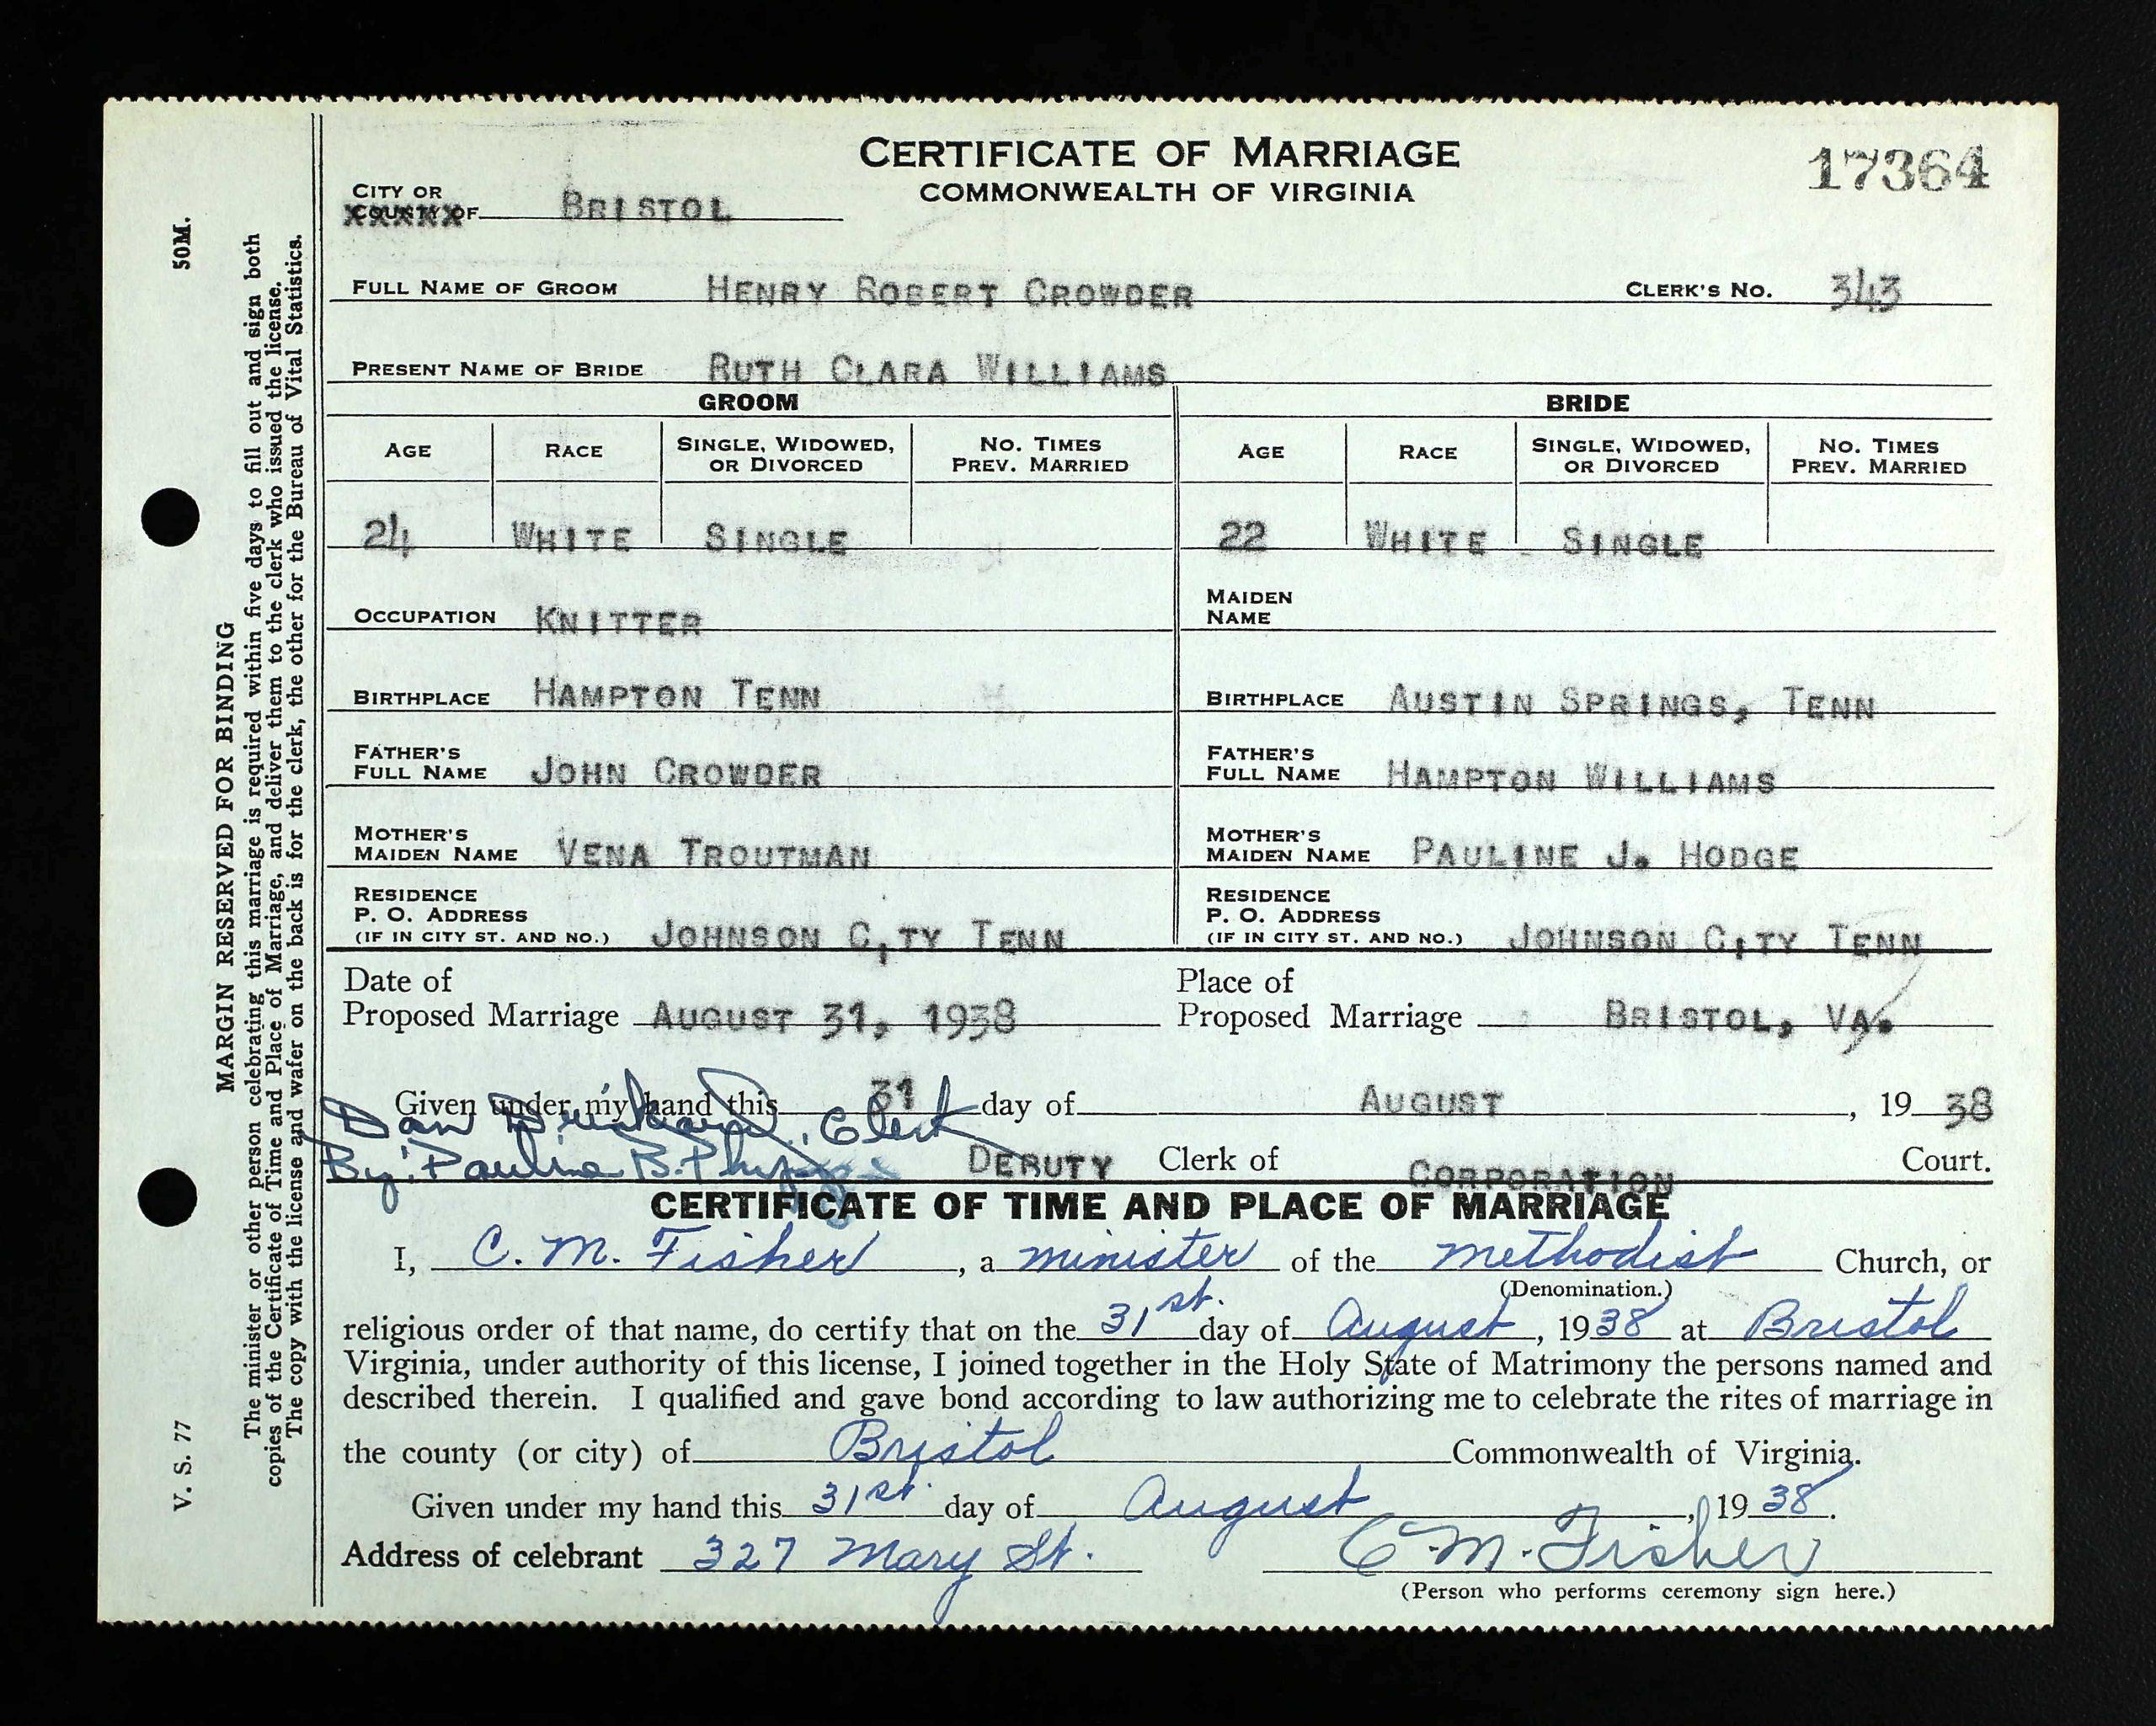 CERTIFICATE OF MARRIAGE
COMMONWEALTH OF VIRGINIA
17364
CITY OR
COUNTY OF BRISTOL
FULL NAME OF GROOM HENRY ROBERT CROWDER CLERK'S NO. 343
PRESENT NAME OF BRIDE RUTH CLARA WILLIAMS
GROOM BRIDE
AGE RACE SINGLE, WIDOWED, OR DIVORCED NO. TIMES PREV. MARRIED AGE RACE SINGLE, WIDOWED, OR DIVORCED NO. TIMES PREV. MARRIED
24 WHITE SINGLE 22 WHITE SINGLE
OCCUPATION KNITTER MAIDEN NAME
BIRTHPLACE HAMPTON TENN BIRTHPLACE AUSTIN SPRINGS, TENN
FATHER'S FULL NAME JOHN CROWDER FATHER'S FULL NAME HAMPTON WILLIAMS
MOTHER'S MAIDEN NAME VENA TROUTMAN MOTHER'S MAIDEN NAME PAULINE J. HODGE
RESIDENCE P. O. ADDRESS (IF IN CITY ST. AND NO.) JOHNSON CITY TENN RESIDENCE P. O. ADDRESS (IF IN CITY ST. AND NO.) JOHNSON CITY TENN
Date of Proposed Marriage AUGUST 31, 1938 Place of Proposed Marriage BRISTOL, VA.
Given under my hand this 31 day of AUGUST, 19 38
Dan , Clerk
By: Pauline B. DEPUTY Clerk of CORPORATION Court.
CERTIFICATE OF TIME AND PLACE OF MARRIAGE
I, C. M. Fisher, a minister of the methodist Church, or
(Denomination.)
religious order of that name, do certify that on the 31st. day of August, 1938 at Bristol
Virginia, under authority of this license, I joined together in the Holy State of Matrimony the persons named and
described therein. I qualified and gave bond according to law authorizing me to celebrate the rites of marriage in
the county (or city) of Bristol Commonwealth of Virginia.
Given under my hand this 31st. day of August, 1938.
Address of celebrant 327 Mary St. C. M. Fisher
(Person who performs ceremony sign here.)
V. S. 77 50M.
MARGIN RESERVED FOR BINDING
The minister or other person celebrating this marriage is required within five days to fill out and sign both
copies of the Certificate of Time and Place of Marriage, and deliver them to the clerk who issued the license.
The copy with the license and wafer on the back is for the clerk, the other for the Bureau of Vital Statistics.